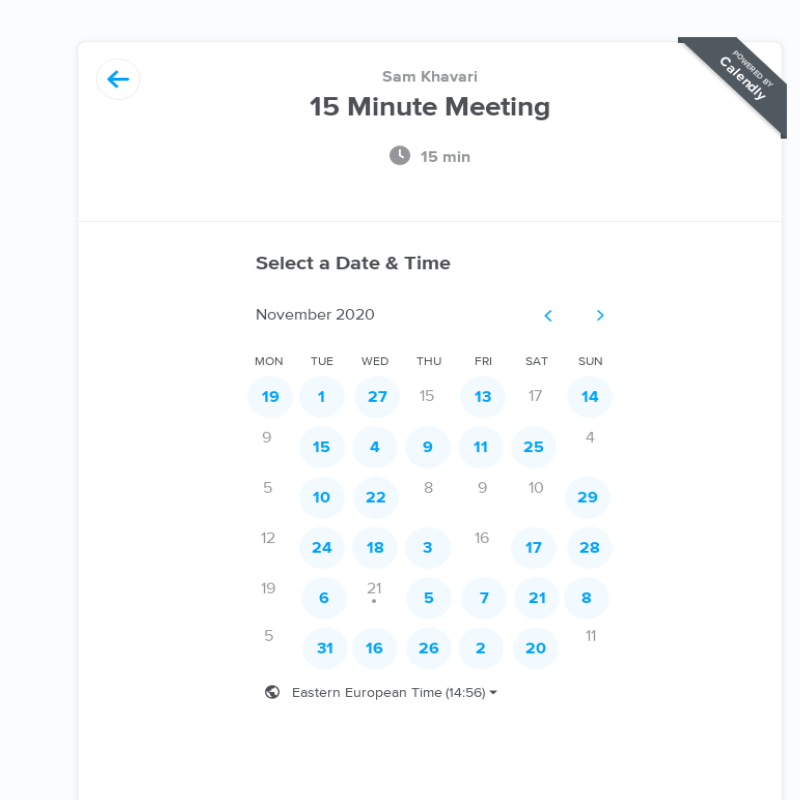 POWERED BY
Calendly
Sam Khavari
15 Minute Meeting
15 min
Select a Date & Time
November 2020
MON TUE WED THU FRI SAT SUN
19 1 27 15 13 17 14
9 15 4 9 11 25 4
5 10 22 8 9 10 29
12 24 18 3 16 17 28
19 6 21 5 7 21 8
5 31 16 26 2 20 11
Eastern European Time (14:56)